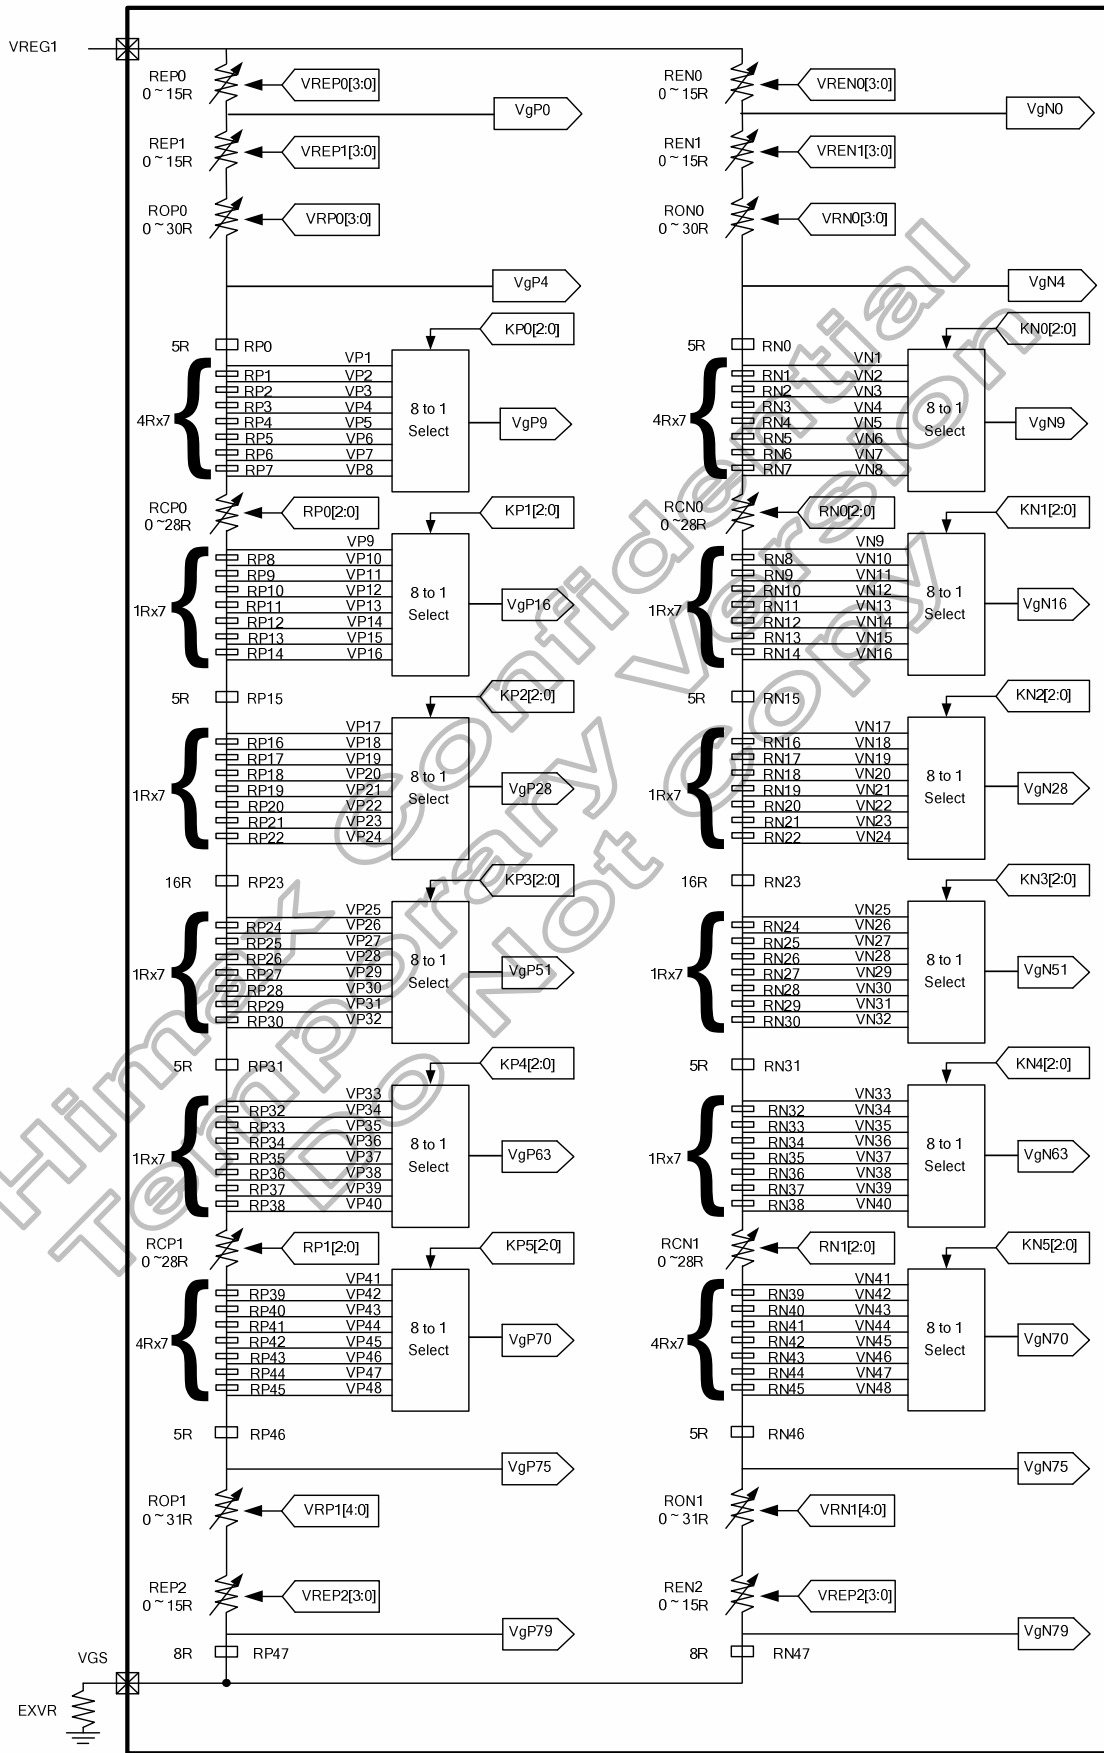 VREG1
REP0
0 ~ 15R
VREP0[3:0]
VgP0
REP1
0 ~ 15R
VREP1[3:0]
ROP0
0 ~ 30R
VRP0[3:0]
VgP4
KP0[2:0]
5R
RP0
VP1
RP1
VP2
RP2
VP3
RP3
VP4
RP4
VP5
RP5
VP6
RP6
VP7
RP7
VP8
4Rx7
8 to 1
Select
VgP9
RCP0
0 ~28R
RP0[2:0]
KP1[2:0]
VP9
RP8
VP10
RP9
VP11
RP10
VP12
RP11
VP13
RP12
VP14
RP13
VP15
RP14
VP16
1Rx7
8 to 1
Select
VgP16
5R
RP15
KP2[2:0]
VP17
RP16
VP18
RP17
VP19
RP18
VP20
RP19
VP21
RP20
VP22
RP21
VP23
RP22
VP24
1Rx7
8 to 1
Select
VgP28
16R
RP23
KP3[2:0]
VP25
RP24
VP26
RP25
VP27
RP26
VP28
RP27
VP29
RP28
VP30
RP29
VP31
RP30
VP32
1Rx7
8 to 1
Select
VgP51
5R
RP31
KP4[2:0]
VP33
RP32
VP34
RP33
VP35
RP34
VP36
RP35
VP37
RP36
VP38
RP37
VP39
RP38
VP40
1Rx7
8 to 1
Select
VgP63
RCP1
0 ~28R
RP1[2:0]
KP5[2:0]
VP41
RP39
VP42
RP40
VP43
RP41
VP44
RP42
VP45
RP43
VP46
RP44
VP47
RP45
VP48
4Rx7
8 to 1
Select
VgP70
5R
RP46
VgP75
ROP1
0 ~ 31R
VRP1[4:0]
REP2
0 ~ 15R
VREP2[3:0]
VgP79
8R
RP47
VGS
EXVR
REN0
0 ~ 15R
VREN0[3:0]
VgN0
REN1
0 ~ 15R
VREN1[3:0]
RON0
0 ~ 30R
VRN0[3:0]
VgN4
KN0[2:0]
5R
RN0
VN1
RN1
VN2
RN2
VN3
RN3
VN4
RN4
VN5
RN5
VN6
RN6
VN7
RN7
VN8
4Rx7
8 to 1
Select
VgN9
RCN0
0 ~28R
RN0[2:0]
KN1[2:0]
VN9
RN8
VN10
RN9
VN11
RN10
VN12
RN11
VN13
RN12
VN14
RN13
VN15
RN14
VN16
1Rx7
8 to 1
Select
VgN16
5R
RN15
KN2[2:0]
VN17
RN16
VN18
RN17
VN19
RN18
VN20
RN19
VN21
RN20
VN22
RN21
VN23
RN22
VN24
1Rx7
8 to 1
Select
VgN28
16R
RN23
KN3[2:0]
VN25
RN24
VN26
RN25
VN27
RN26
VN28
RN27
VN29
RN28
VN30
RN29
VN31
RN30
VN32
1Rx7
8 to 1
Select
VgN51
5R
RN31
KN4[2:0]
VN33
RN32
VN34
RN33
VN35
RN34
VN36
RN35
VN37
RN36
VN38
RN37
VN39
RN38
VN40
1Rx7
8 to 1
Select
VgN63
RCN1
0 ~28R
RN1[2:0]
KN5[2:0]
VN41
RN39
VN42
RN40
VN43
RN41
VN44
RN42
VN45
RN43
VN46
RN44
VN47
RN45
VN48
4Rx7
8 to 1
Select
VgN70
5R
RN46
VgN75
RON1
0 ~ 31R
VRN1[4:0]
REN2
0 ~ 15R
VREP2[3:0]
VgN79
8R
RN47
Himax Confidential
Temporary Version
Do Not Copy